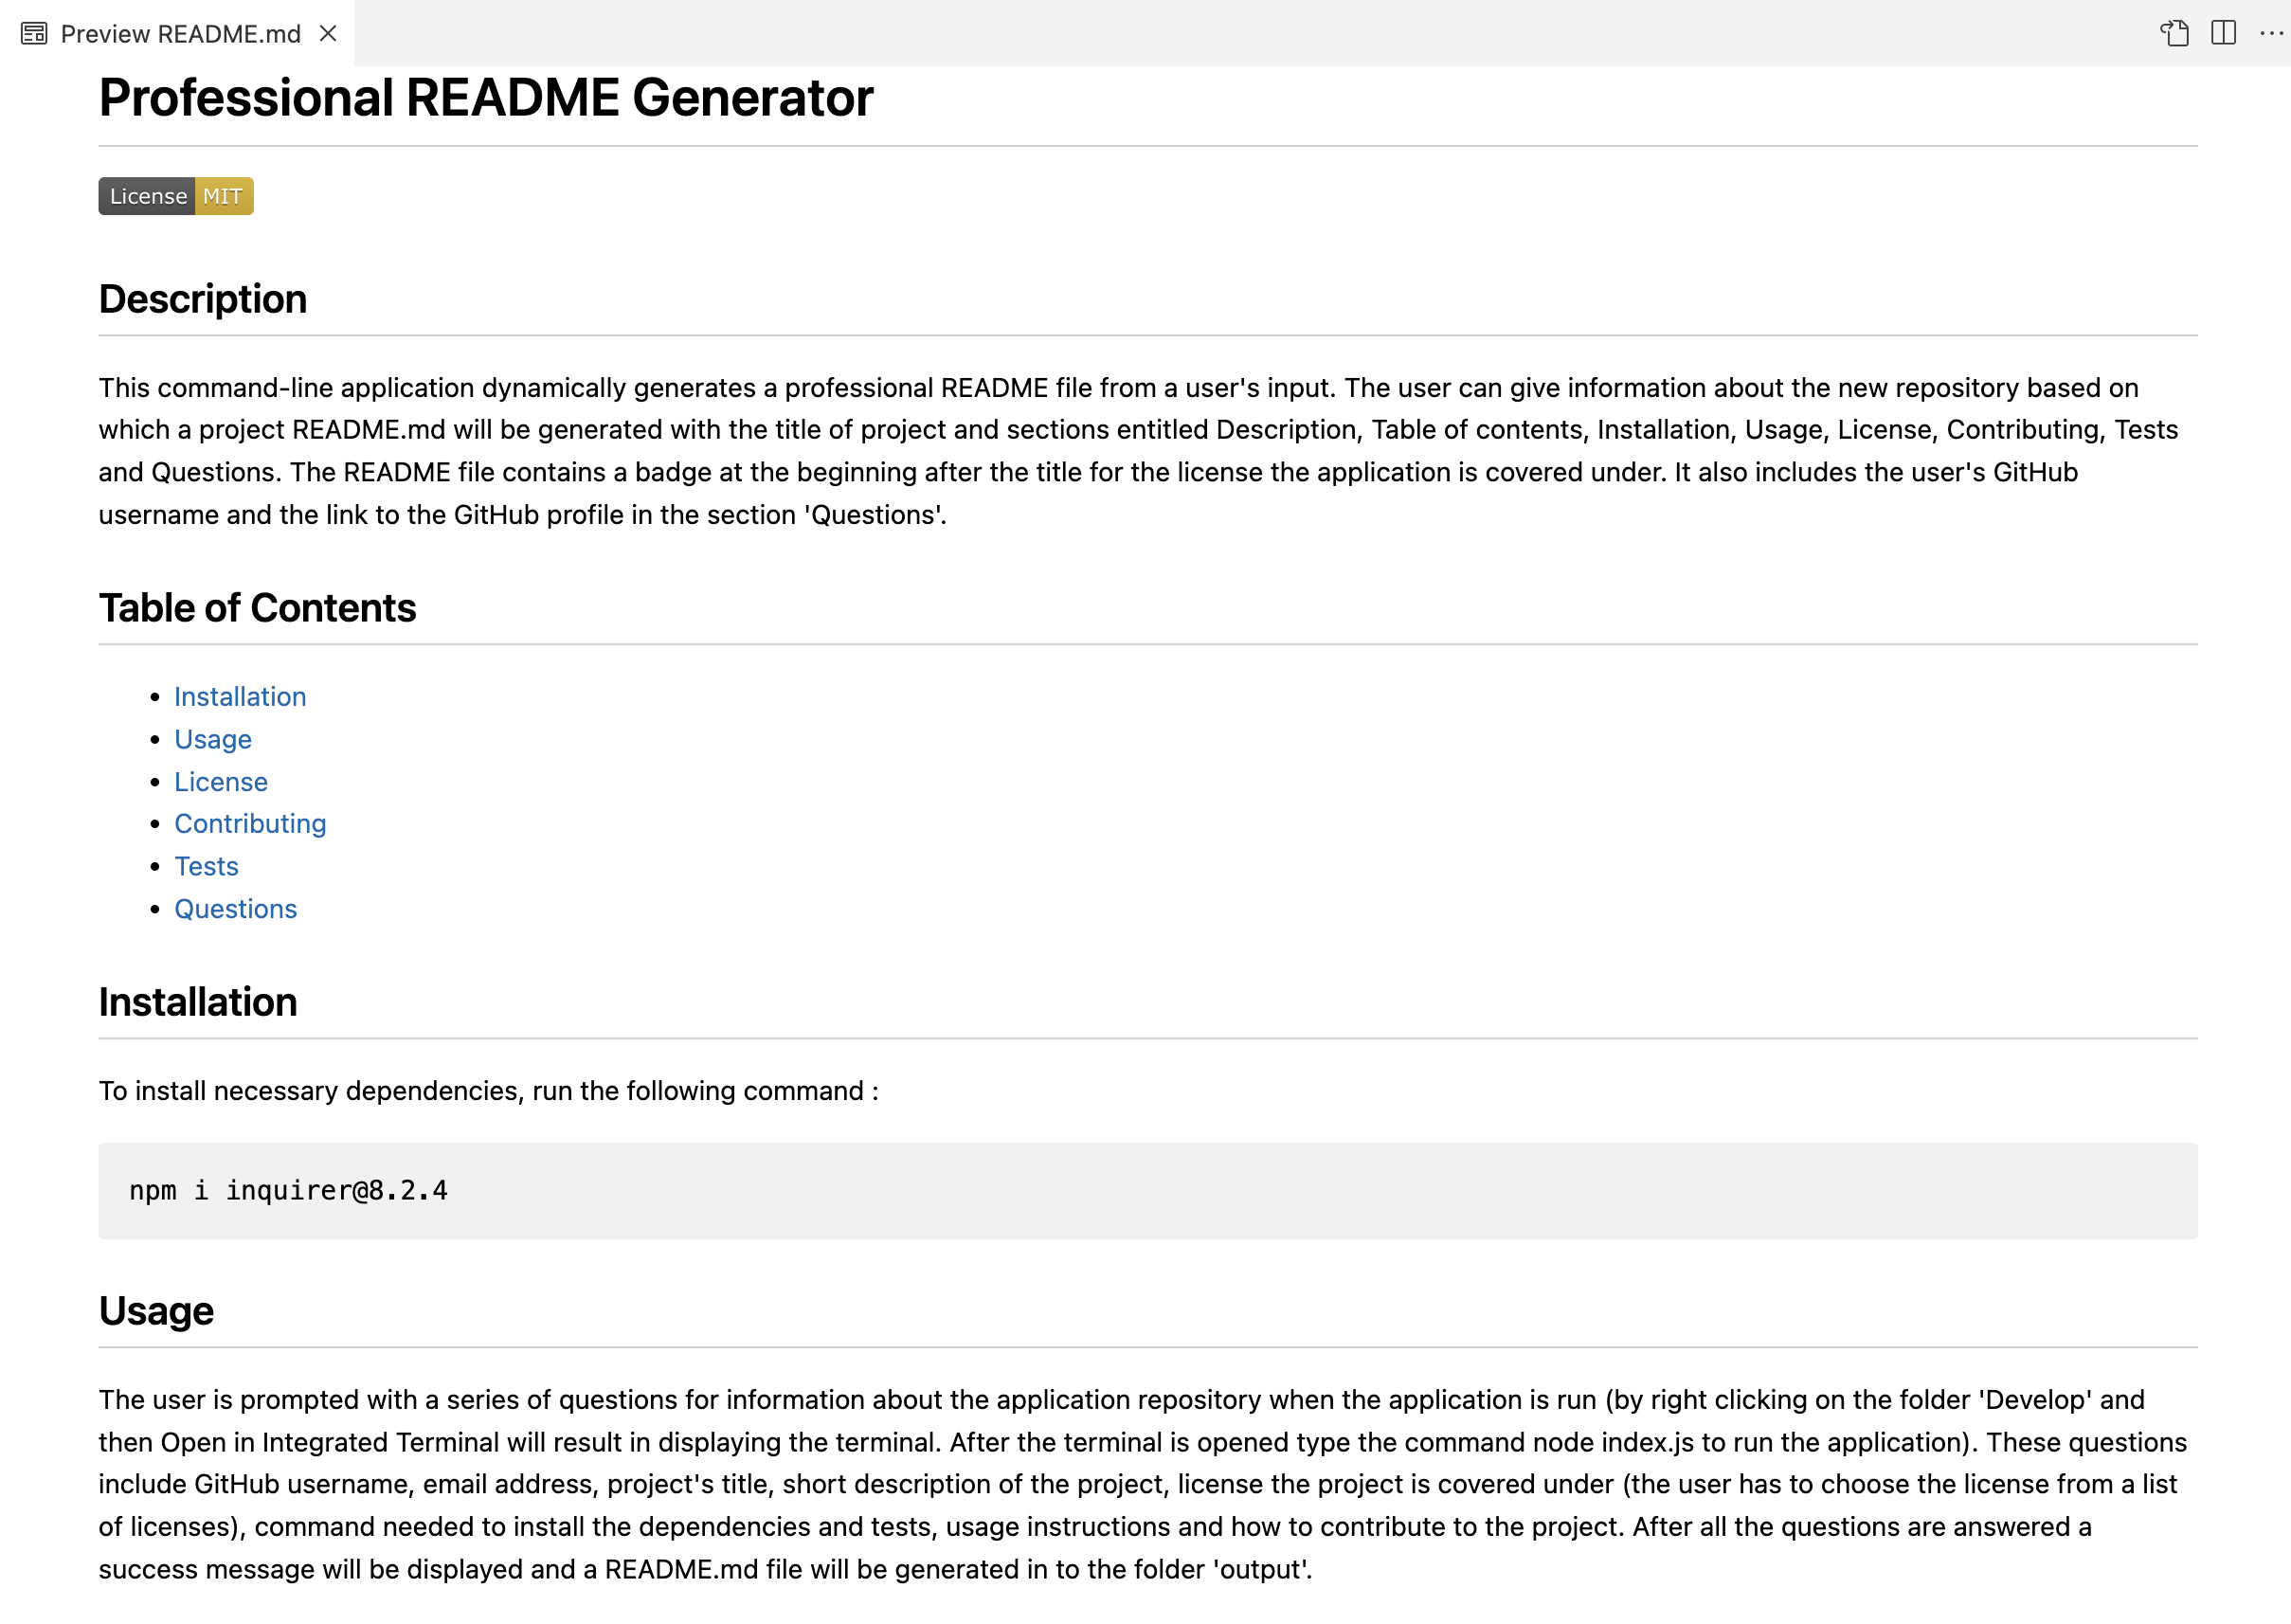 Preview README.md
Professional README Generator
License MIT
Description
This command-line application dynamically generates a professional README file from a user's input. The user can give information about the new repository based on
which a project README.md will be generated with the title of project and sections entitled Description, Table of contents, Installation, Usage, License, Contributing, Tests
and Questions. The README file contains a badge at the beginning after the title for the license the application is covered under. It also includes the user's GitHub
username and the link to the GitHub profile in the section 'Questions'.
Table of Contents
• Installation
• Usage
• License
• Contributing
• Tests
• Questions
Installation
To install necessary dependencies, run the following command :
npm i inquirer@8.2.4
Usage
The user is prompted with a series of questions for information about the application repository when the application is run (by right clicking on the folder 'Develop' and
then Open in Integrated Terminal will result in displaying the terminal. After the terminal is opened type the command node index.js to run the application). These questions
include GitHub username, email address, project's title, short description of the project, license the project is covered under (the user has to choose the license from a list
of licenses), command needed to install the dependencies and tests, usage instructions and how to contribute to the project. After all the questions are answered a
success message will be displayed and a README.md file will be generated in to the folder 'output'.